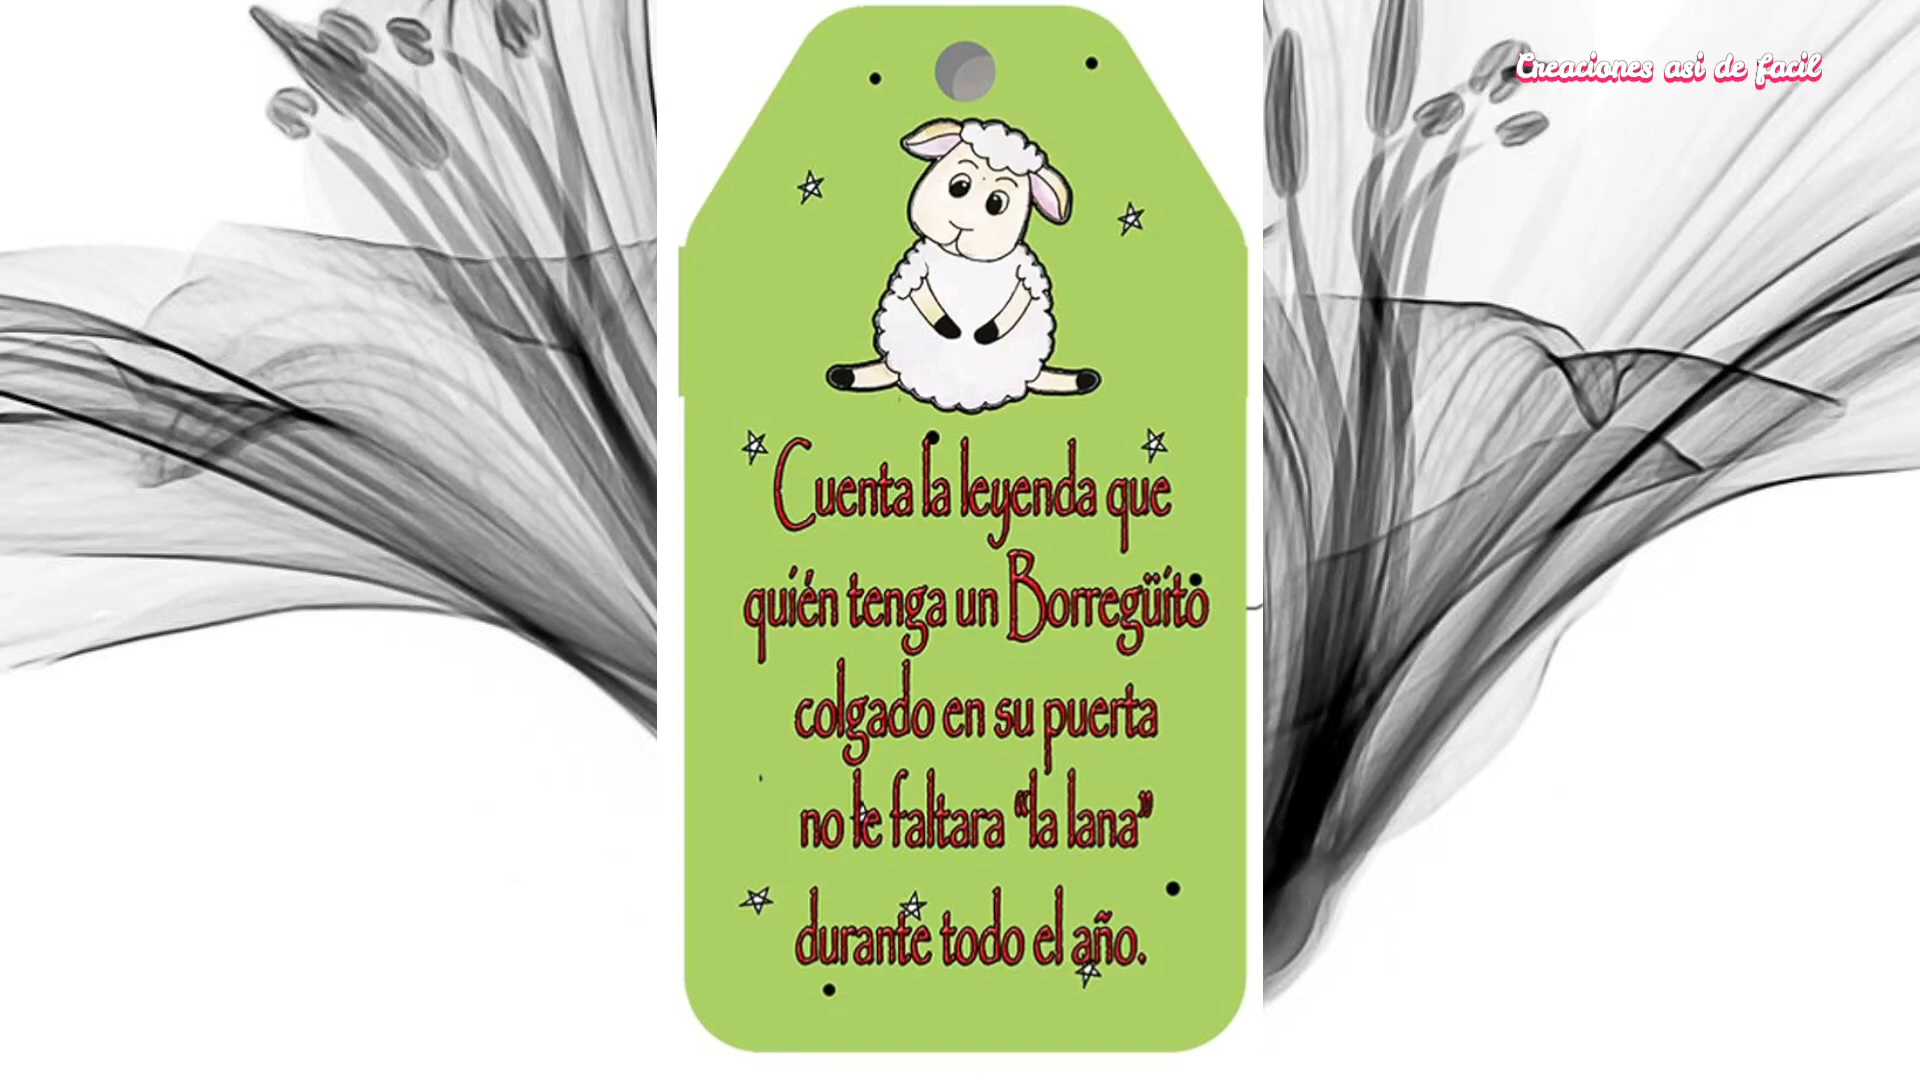 Creaciones asi de facil
Cuenta la leyenda que
quién tenga un Borregüíto
colgado en su puerta
no le faltara “la lana”
durante todo el año.